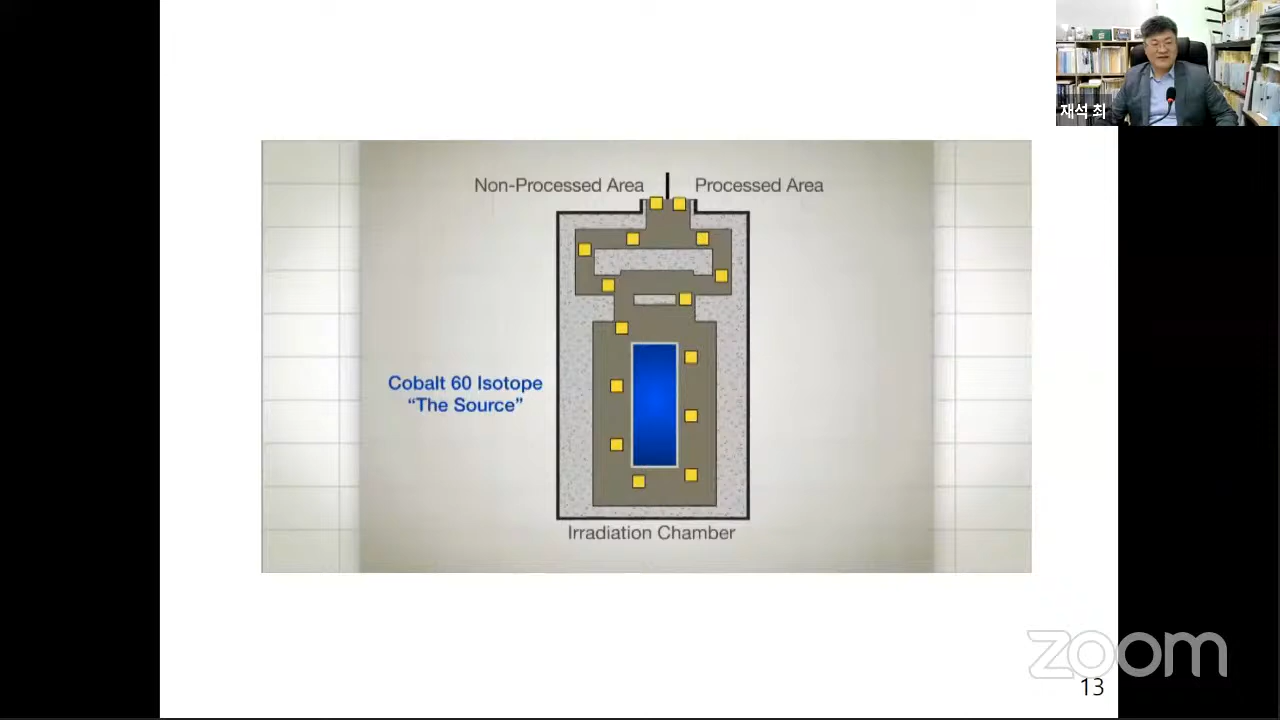 재석 최
Non-Processed Area
Processed Area
Cobalt 60 Isotope
“The Source”
Irradiation Chamber
zoom
13